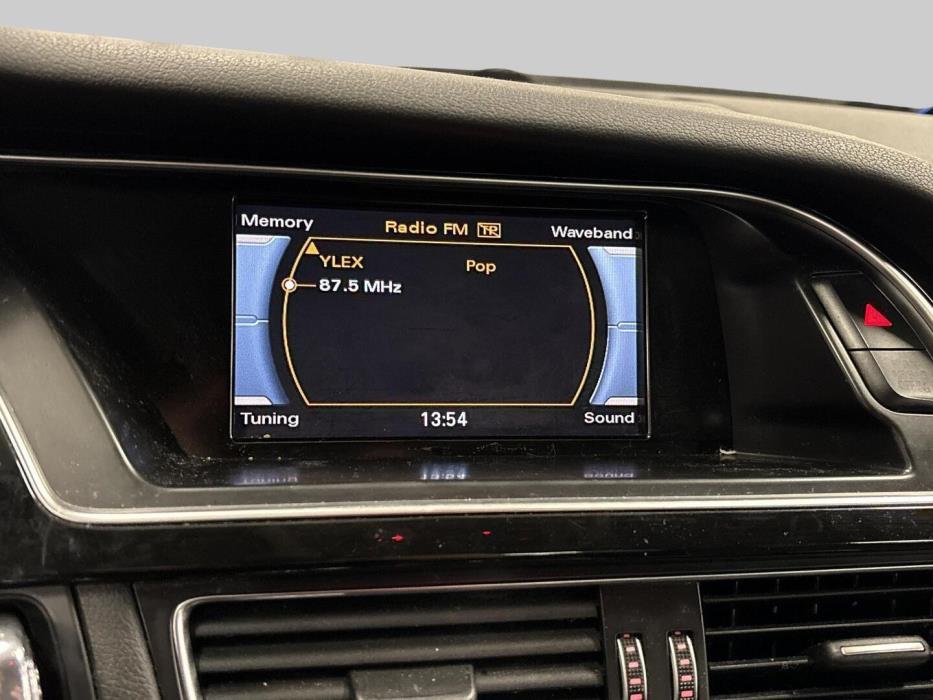 Memory Radio FM TP Waveband
YLEX Pop
87.5 MHz
Tuning 13:54 Sound